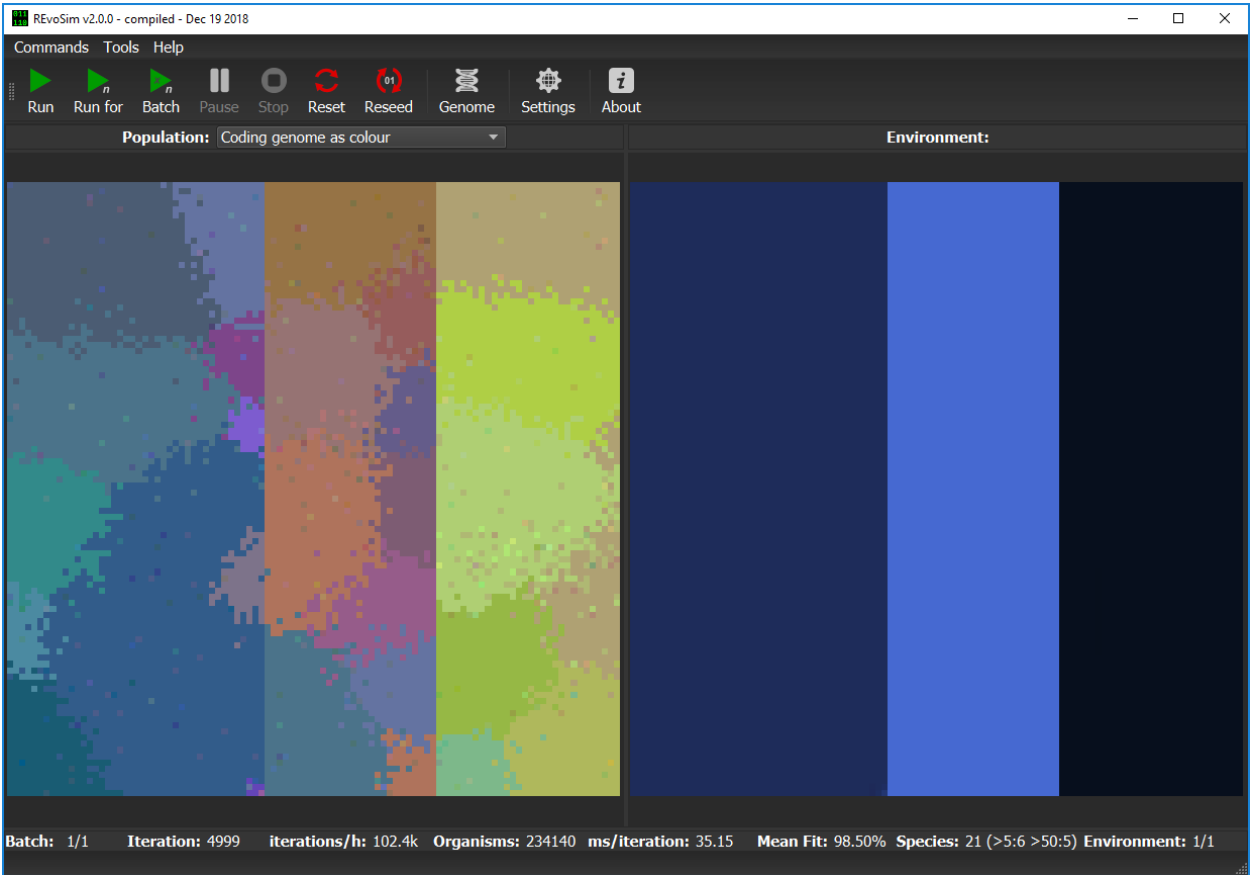 REvoSim v2.0.0 - compiled - Dec 19 2018
Commands Tools Help
Run Run for Batch Pause Stop Reset Reseed Genome Settings About
Population: Coding genome as colour Environment:
Batch: 1/1 Iteration: 4999 iterations/h: 102.4k Organisms: 234140 ms/iteration: 35.15 Mean Fit: 98.50% Species: 21 (>5:6 >50:5) Environment: 1/1